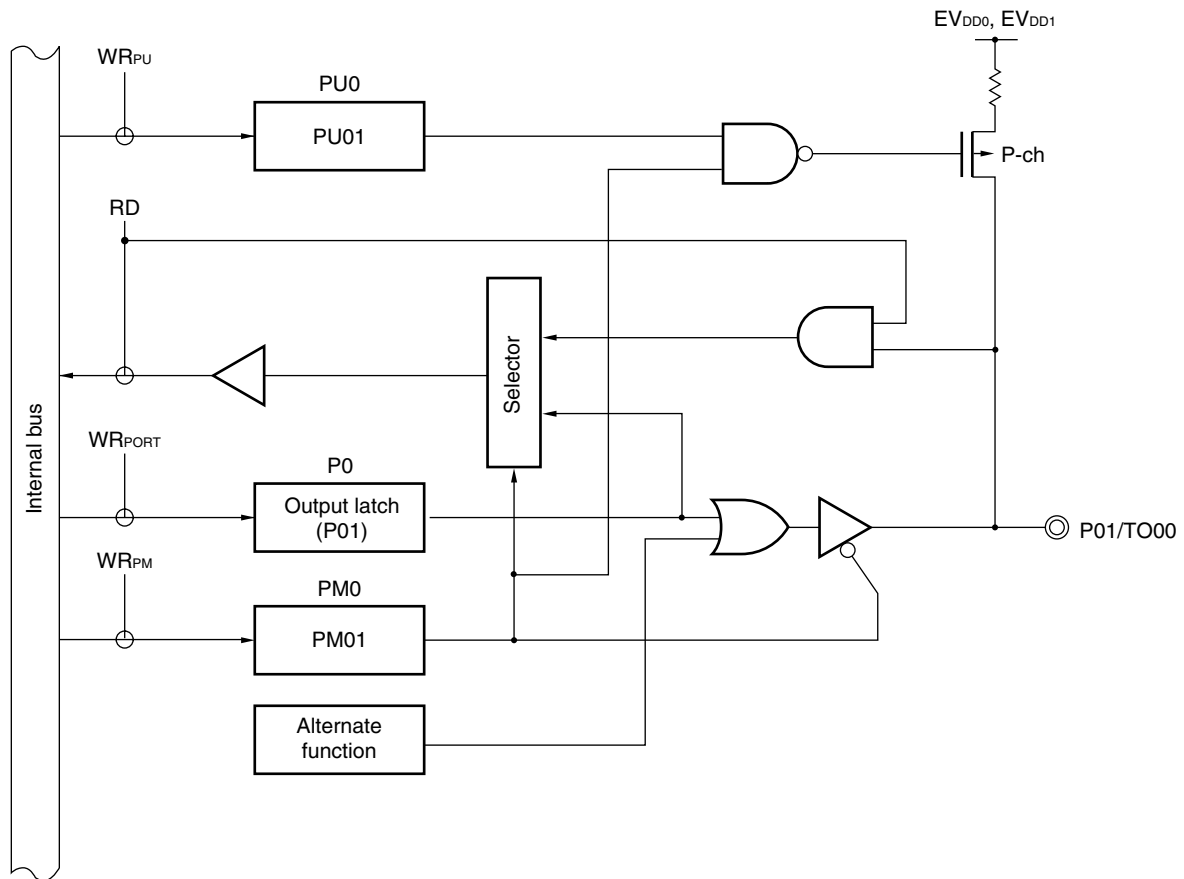 EVDD0, EVDD1
WRPU
PU0
PU01
P-ch
RD
Selector
Internal bus
WRPORT
P0
Output latch
(P01)
P01/TO00
WRPM
PM0
PM01
Alternate
function